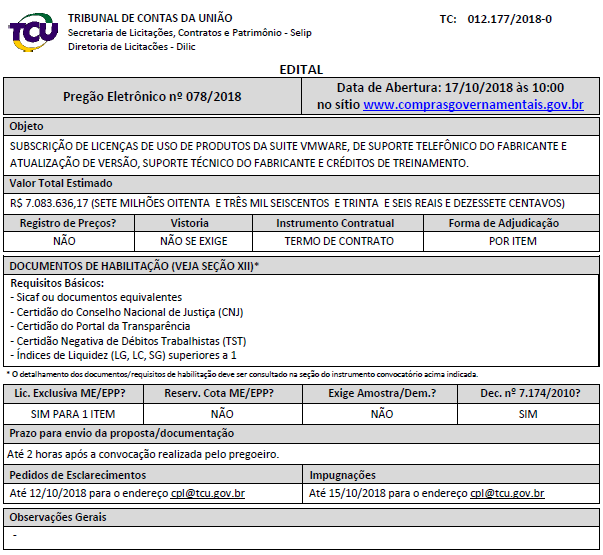 TCU
TRIBUNAL DE CONTAS DA UNIÃO
Secretaria de Licitações, Contratos e Patrimônio - Selip
Diretoria de Licitacões - Dilic
TC: 012.177/2018-0
EDITAL
Pregão Eletrônico nº 078/2018
Data de Abertura: 17/10/2018 às 10:00
no sítio www.comprasgovernamentais.gov.br
Objeto
SUBSCRIÇÃO DE LICENÇAS DE USO DE PRODUTOS DA SUITE VMWARE, DE SUPORTE TELEFÔNICO DO FABRICANTE E
ATUALIZAÇÃO DE VERSÃO, SUPORTE TÉCNICO DO FABRICANTE E CRÉDITOS DE TREINAMENTO.
Valor Total Estimado
R$ 7.083.636,17 (SETE MILHÕES OITENTA E TRÊS MIL SEISCENTOS E TRINTA E SEIS REAIS E DEZESSETE CENTAVOS)
Registro de Preços? Vistoria Instrumento Contratual Forma de Adjudicação
NÃO NÃO SE EXIGE TERMO DE CONTRATO POR ITEM
DOCUMENTOS DE HABILITAÇÃO (VEJA SEÇÃO XII)*
Requisitos Básicos:
- Sicaf ou documentos equivalentes
- Certidão do Conselho Nacional de Justiça (CNJ)
- Certidão do Portal da Transparência
- Certidão Negativa de Débitos Trabalhistas (TST)
- Índices de Liquidez (LG, LC, SG) superiores a 1
* O detalhamento dos documentos/requisitos de habilitação deve ser consultado na seção do instrumento convocatório acima indicada.
Lic. Exclusiva ME/EPP? Reserv. Cota ME/EPP? Exige Amostra/Dem.? Dec. nº 7.174/2010?
SIM PARA 1 ITEM NÃO NÃO SIM
Prazo para envio da proposta/documentação
Até 2 horas após a convocação realizada pelo pregoeiro.
Pedidos de Esclarecimentos Impugnações
Até 12/10/2018 para o endereço cpl@tcu.gov.br Até 15/10/2018 para o endereço cpl@tcu.gov.br
Observações Gerais
-